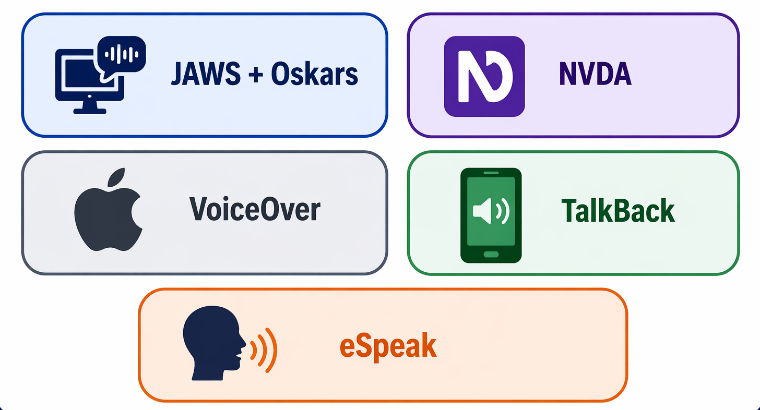 JAWS + Oskars
NVDA
VoiceOver
TalkBack
eSpeak